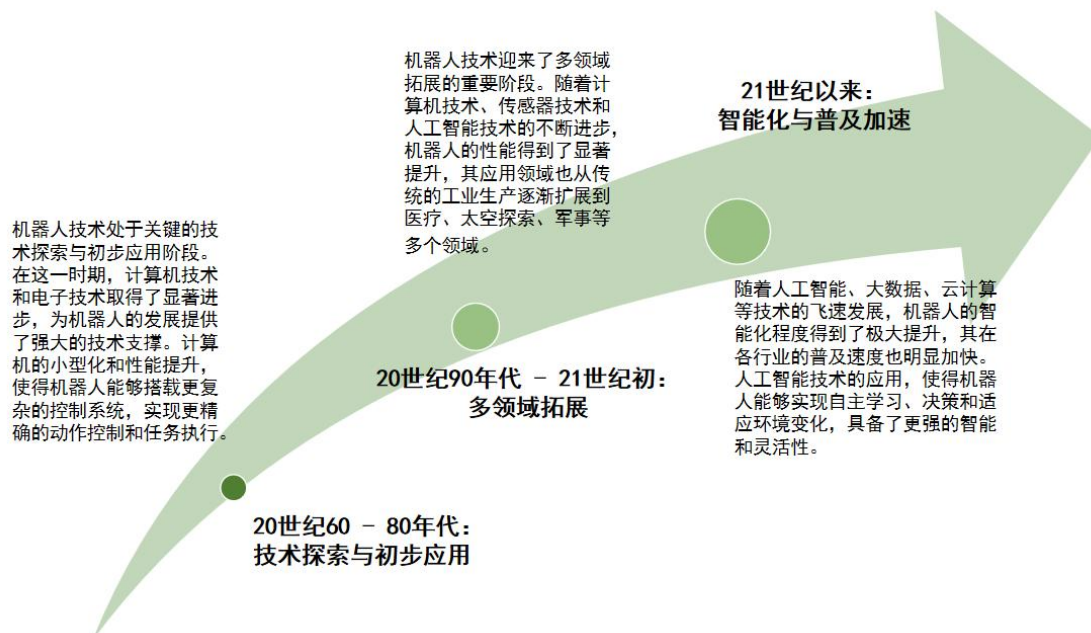 机器人技术处于关键的技
术探索与初步应用阶段。
在这一时期，计算机技术
和电子技术取得了显著进
步，为机器人的发展提供
了强大的技术支撑。计算
机的小型化和性能提升，
使得机器人能够搭载更复
杂的控制系统，实现更精
确的动作控制和任务执行。
20世纪60 - 80年代：
技术探索与初步应用
机器人技术迎来了多领域
拓展的重要阶段。随着计
算机技术、传感器技术和
人工智能技术的不断进步，
机器人的性能得到了显著
提升，其应用领域也从传
统的工业生产逐渐扩展到
医疗、太空探索、军事等
多个领域。
20世纪90年代 - 21世纪初：
多领域拓展
21世纪以来：
智能化与普及加速
随着人工智能、大数据、云计算
等技术的飞速发展，机器人的智
能化程度得到了极大提升，其在
各行业的普及速度也明显加快。
人工智能技术的应用，使得机器
人能够实现自主学习、决策和适
应环境变化，具备了更强的智能
和灵活性。